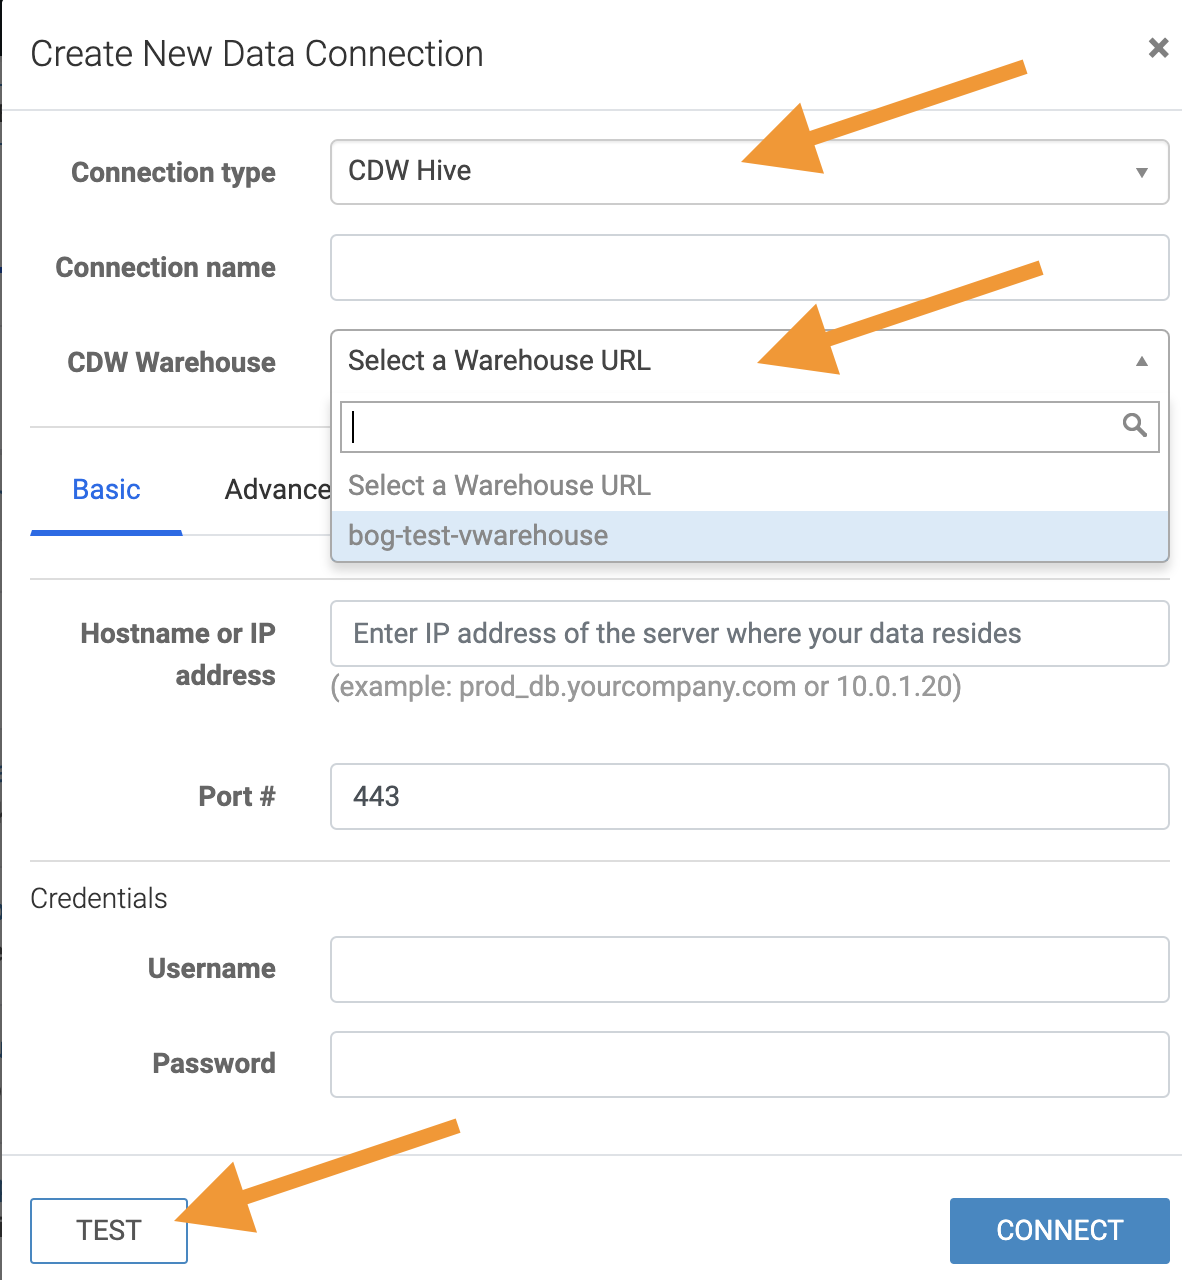 Create New Data Connection
Connection type
CDW Hive
Connection name
CDW Warehouse
Select a Warehouse URL
Select a Warehouse URL
bog-test-vwarehouse
Basic
Advance
Hostname or IP
address
Enter IP address of the server where your data resides
(example: prod_db.yourcompany.com or 10.0.1.20)
Port #
443
Credentials
Username
Password
TEST
CONNECT